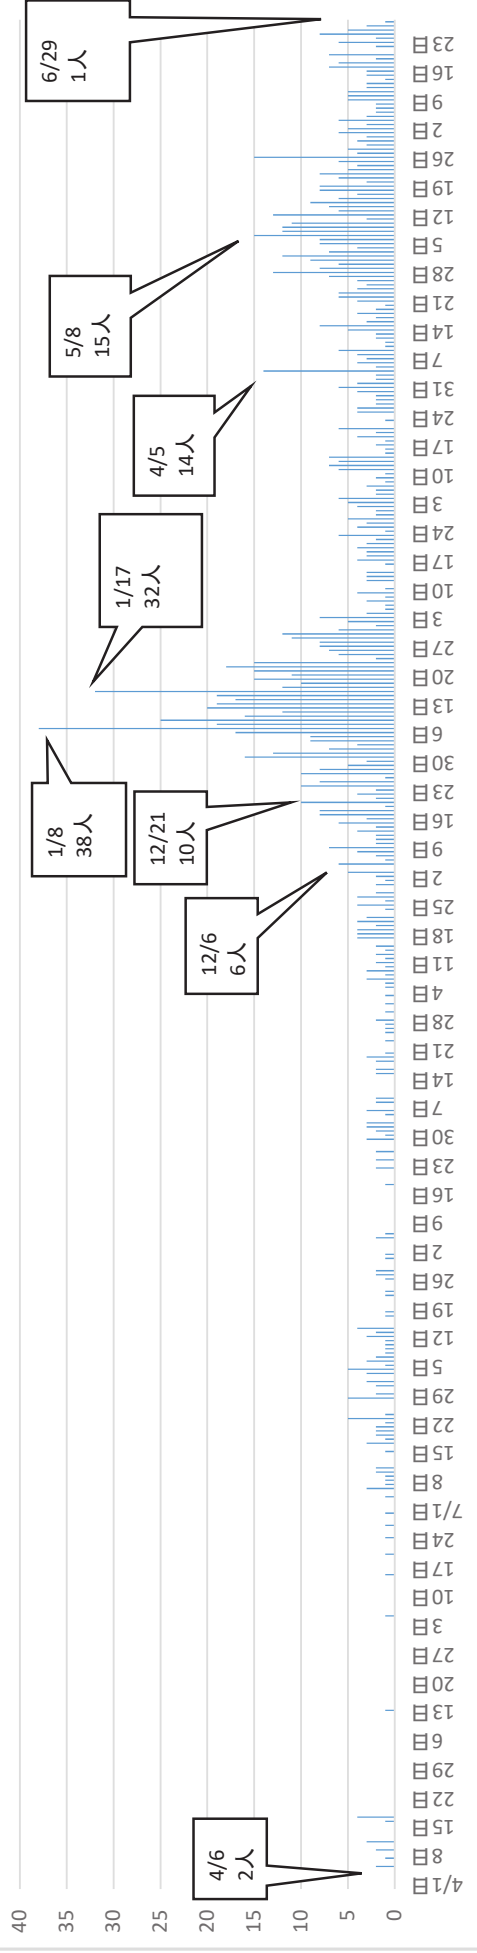 40
35
30
25
20
15
10
5
0
4/6
2人
12/6
6人
12/21
10人
1/8
38人
1/17
32人
4/5
14人
5/8
15人
6/29
1人
4/1日
8日
15日
22日
29日
6日
13日
20日
27日
3日
10日
17日
24日
7/1日
8日
15日
22日
29日
5日
12日
19日
26日
2日
9日
16日
23日
30日
7日
14日
21日
28日
4日
11日
18日
25日
2日
9日
16日
23日
30日
6日
13日
20日
27日
3日
10日
17日
24日
3日
10日
17日
24日
31日
7日
14日
21日
28日
5日
12日
19日
26日
2日
9日
16日
23日